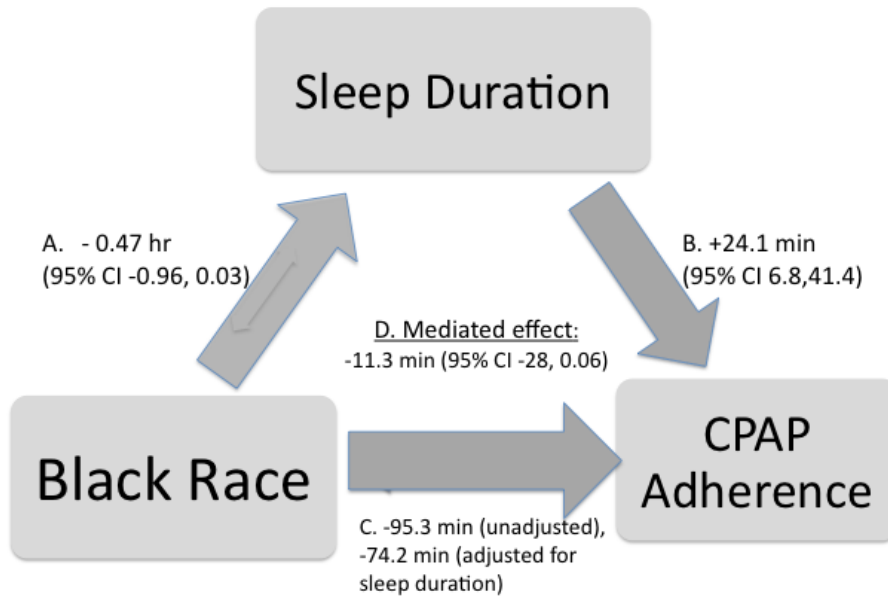 Sleep Duration
A. - 0.47 hr
(95% CI -0.96, 0.03)
B. +24.1 min
(95% CI 6.8,41.4)
D. Mediated effect:
-11.3 min (95% CI -28, 0.06)
Black Race
CPAP
Adherence
C. -95.3 min (unadjusted),
-74.2 min (adjusted for
sleep duration)